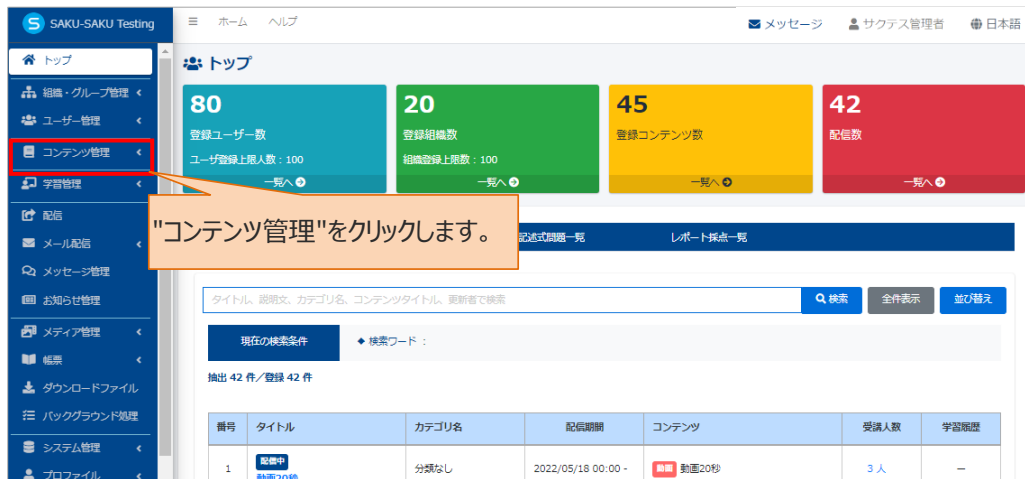 SAKU-SAKU Testing
ホーム ヘルプ
メッセージ サクテス管理者 日本語
トップ
組織・グループ管理
ユーザー管理
コンテンツ管理
学習管理
配信
メール配信
メッセージ管理
お知らせ管理
メディア管理
帳票
ダウンロードファイル
バックグラウンド処理
システム管理
プロファイル
トップ
80
登録ユーザー数
ユーザ登録上限人数：100
一覧へ
20
登録組織数
組織登録上限数：100
一覧へ
45
登録コンテンツ数
一覧へ
42
配信数
一覧へ
"コンテンツ管理"をクリックします。
記述式問題一覧 レポート採点一覧
タイトル、説明文、カテゴリ名、コンテンツタイトル、更新者で検索 検索 全件表示 並び替え
現在の検索条件 ◆ 検索ワード ：
抽出 42 件／登録 42 件
番号 タイトル カテゴリ名 配信期間 コンテンツ 受講人数 学習履歴
配信中
1 動画20秒 分類なし 2022/05/18 00:00 - 動画 動画20秒 3 人 －